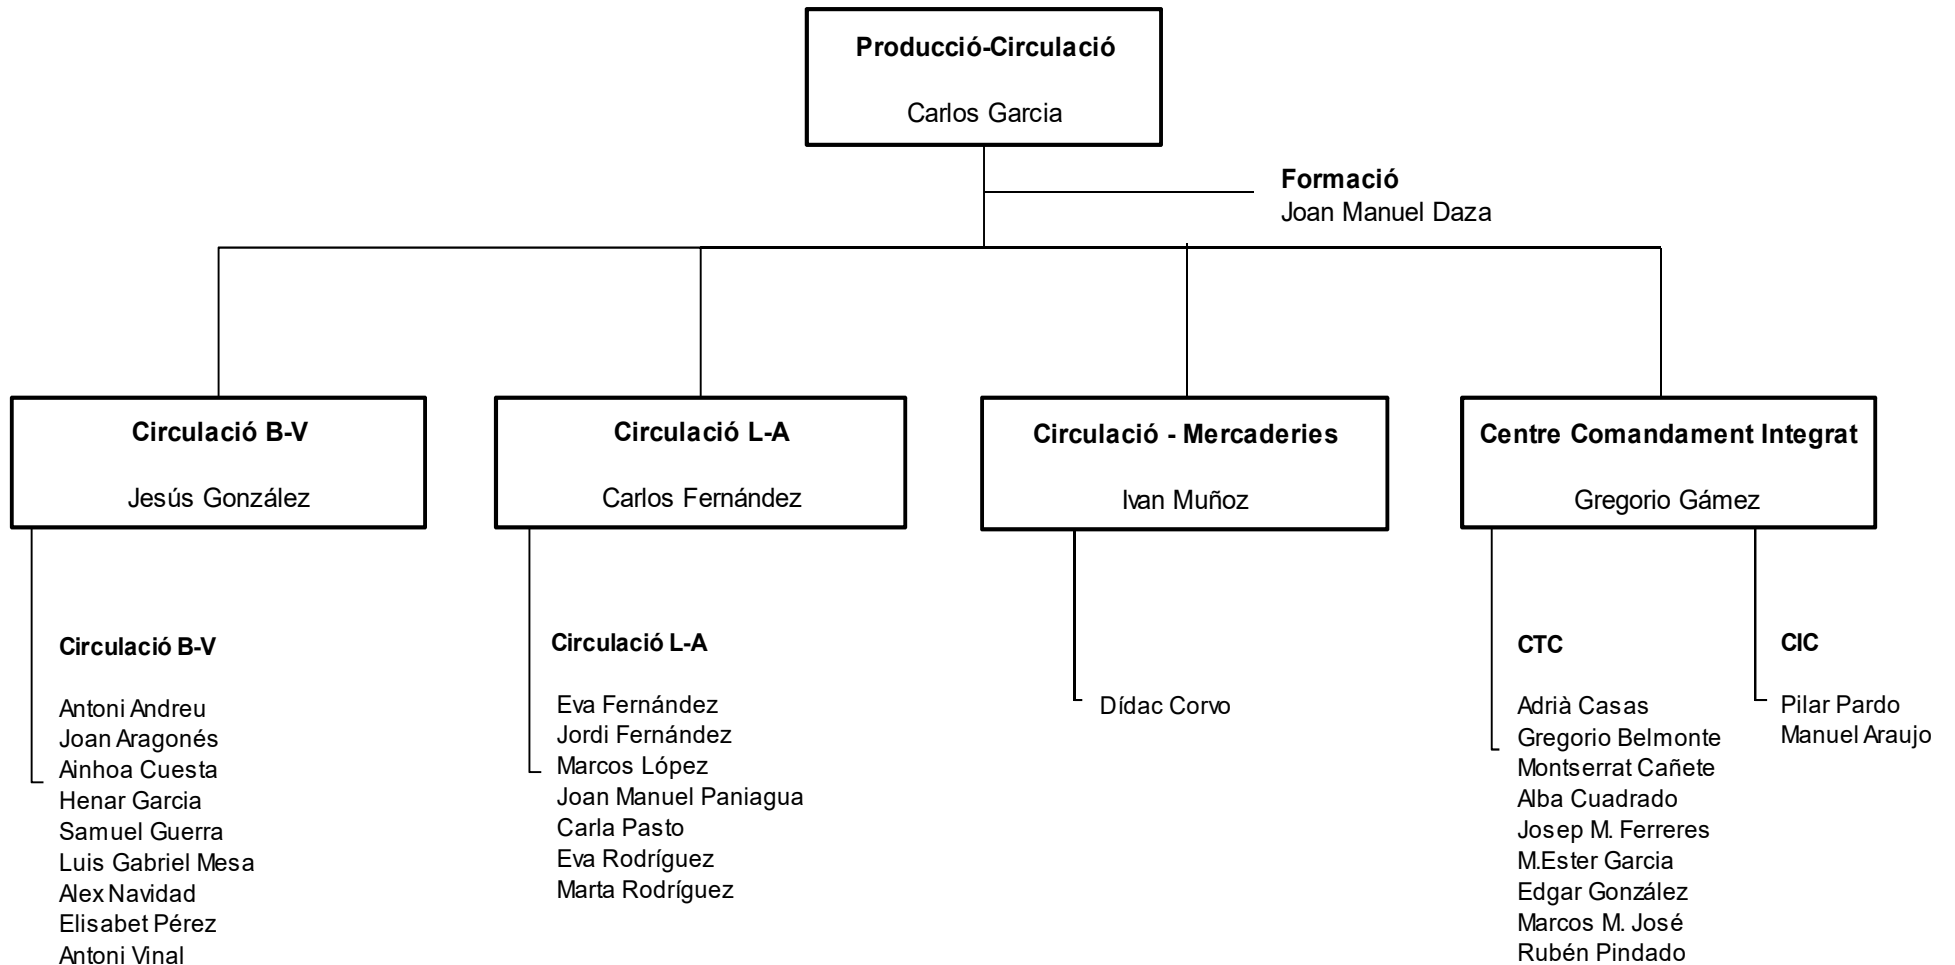 Producció-Circulació
Carlos Garcia
Formació
Joan Manuel Daza
Circulació B-V
Jesús González
Circulació L-A
Carlos Fernández
Circulació - Mercaderies
Ivan Muñoz
Centre Comandament Integrat
Gregorio Gámez
Circulació B-V
Antoni Andreu
Joan Aragonés
Ainhoa Cuesta
Henar Garcia
Samuel Guerra
Luis Gabriel Mesa
Alex Navidad
Elisabet Pérez
Antoni Vinal
Circulació L-A
Eva Fernández
Jordi Fernández
Marcos López
Joan Manuel Paniagua
Carla Pasto
Eva Rodríguez
Marta Rodríguez
Dídac Corvo
CTC
Adrià Casas
Gregorio Belmonte
Montserrat Cañete
Alba Cuadrado
Josep M. Ferreres
M.Ester Garcia
Edgar González
Marcos M. José
Rubén Pindado
CIC
Pilar Pardo
Manuel Araujo